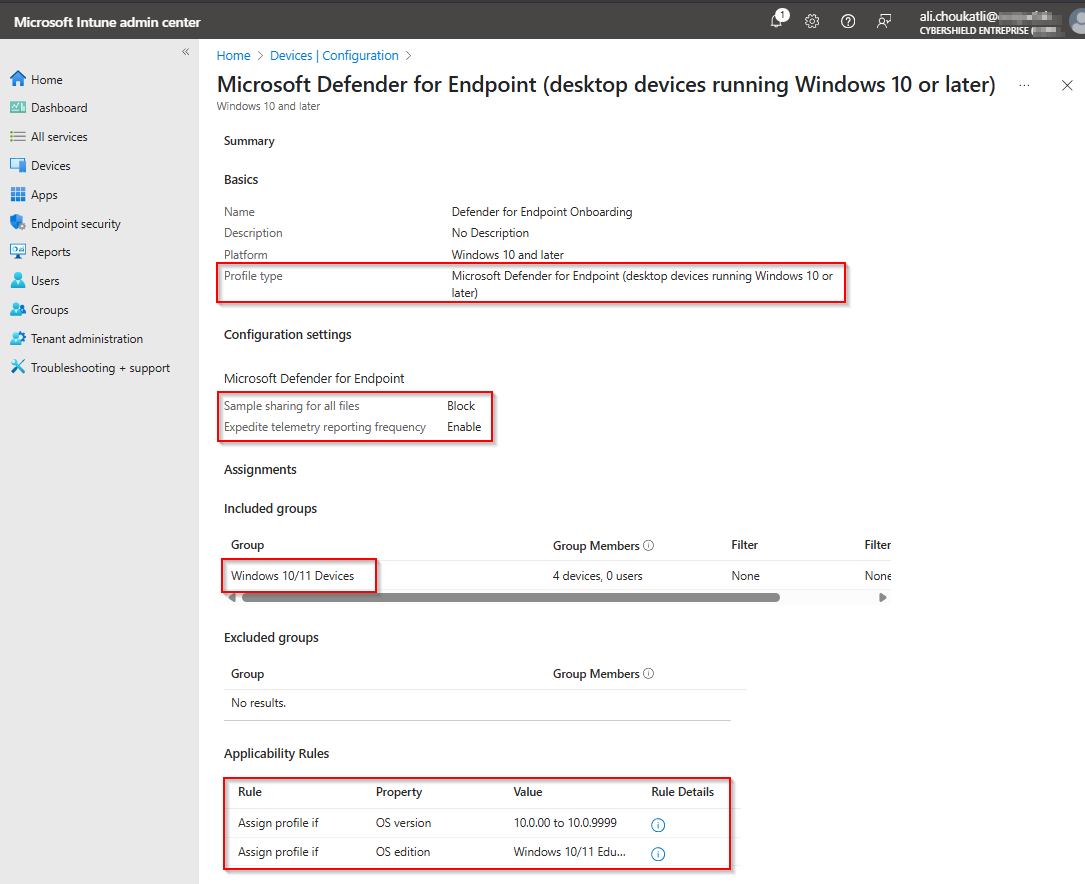 Microsoft Intune admin center
1
ali.choukatli@
CYBERSHIELD ENTREPRISE (
«
Home
Dashboard
All services
Devices
Apps
Endpoint security
Reports
Users
Groups
Tenant administration
Troubleshooting + support
Home > Devices | Configuration >
Microsoft Defender for Endpoint (desktop devices running Windows 10 or later) ...
Windows 10 and later
Summary
Basics
Name Defender for Endpoint Onboarding
Description No Description
Platform Windows 10 and later
Profile type Microsoft Defender for Endpoint (desktop devices running Windows 10 or
later)
Configuration settings
Microsoft Defender for Endpoint
Sample sharing for all files Block
Expedite telemetry reporting frequency Enable
Assignments
Included groups
Group Group Members Filter Filter
Windows 10/11 Devices 4 devices, 0 users None None
Excluded groups
Group Group Members
No results.
Applicability Rules
Rule Property Value Rule Details
Assign profile if OS version 10.0.00 to 10.0.9999
Assign profile if OS edition Windows 10/11 Edu...